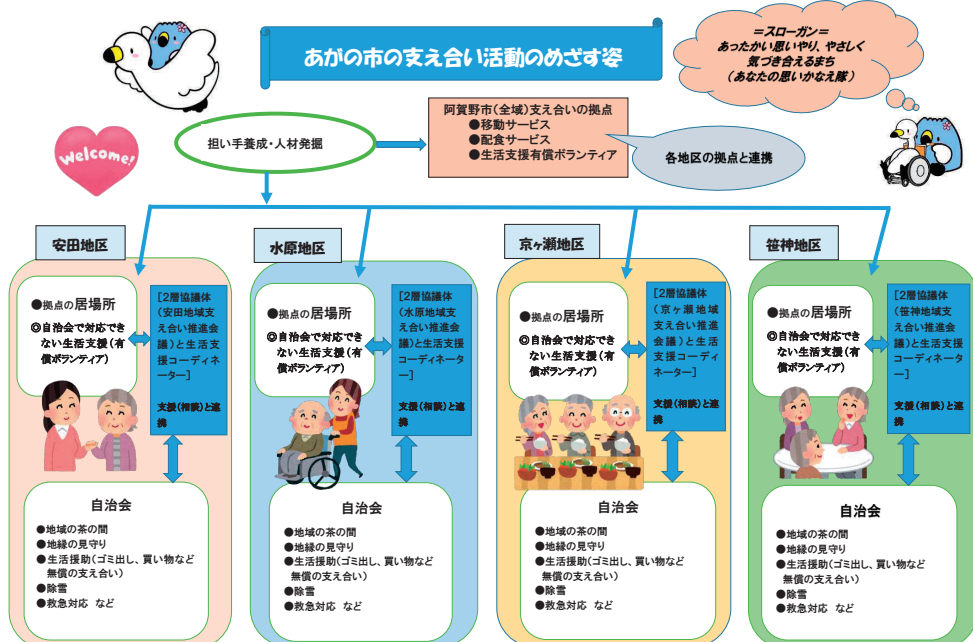 あがの市の支え合い活動のめざす姿
=スローガン=
あったかい思いやり、やさしく
気づき合えるまち
(あなたの思いかなえ隊)
Welcome!
担い手養成・人材発掘
阿賀野市(全域)支え合いの拠点
●移動サービス
●配食サービス
●生活支援有償ボランティア
各地区の拠点と連携
安田地区
●拠点の居場所
◎自治会で対応でき
ない生活支援(有
償ボランティア)
[2層協議体
(安田地域支
え合い推進会
議)と生活支
援コーディネ
ーター]
支援(相談)と連
携
自治会
●地域の茶の間
●地縁の見守り
●生活援助(ゴミ出し、買い物など
無償の支え合い)
●除雪
●救急対応 など
水原地区
●拠点の居場所
◎自治会で対応でき
ない生活支援(有
償ボランティア)
[2層協議体
(水原地域支
え合い推進会
議)と生活支援
コーディネータ
ー]
支援(相談)と連
携
自治会
●地域の茶の間
●地縁の見守り
●生活援助(ゴミ出し、買い物など
無償の支え合い)
●除雪
●救急対応 など
京ヶ瀬地区
●拠点の居場所
◎自治会で対応でき
ない生活支援(有
償ボランティア)
[2層協議体
(京ヶ瀬地域
支え合い推進
会議)と生活
支援コーディ
ネーター]
支援(相談)と連
携
自治会
●地域の茶の間
●地縁の見守り
●生活援助(ゴミ出し、買い物など
無償の支え合い)
●除雪
●救急対応 など
笹神地区
●拠点の居場所
◎自治会で対応でき
ない生活支援(有
償ボランティア)
[2層協議体
(笹神地域支
え合い推進会
議)と生活支
援コーディネ
ーター]
支援(相談)と連
携
自治会
●地域の茶の間
●地縁の見守り
●生活援助(ゴミ出し、買い物など
無償の支え合い)
●除雪
●救急対応 など